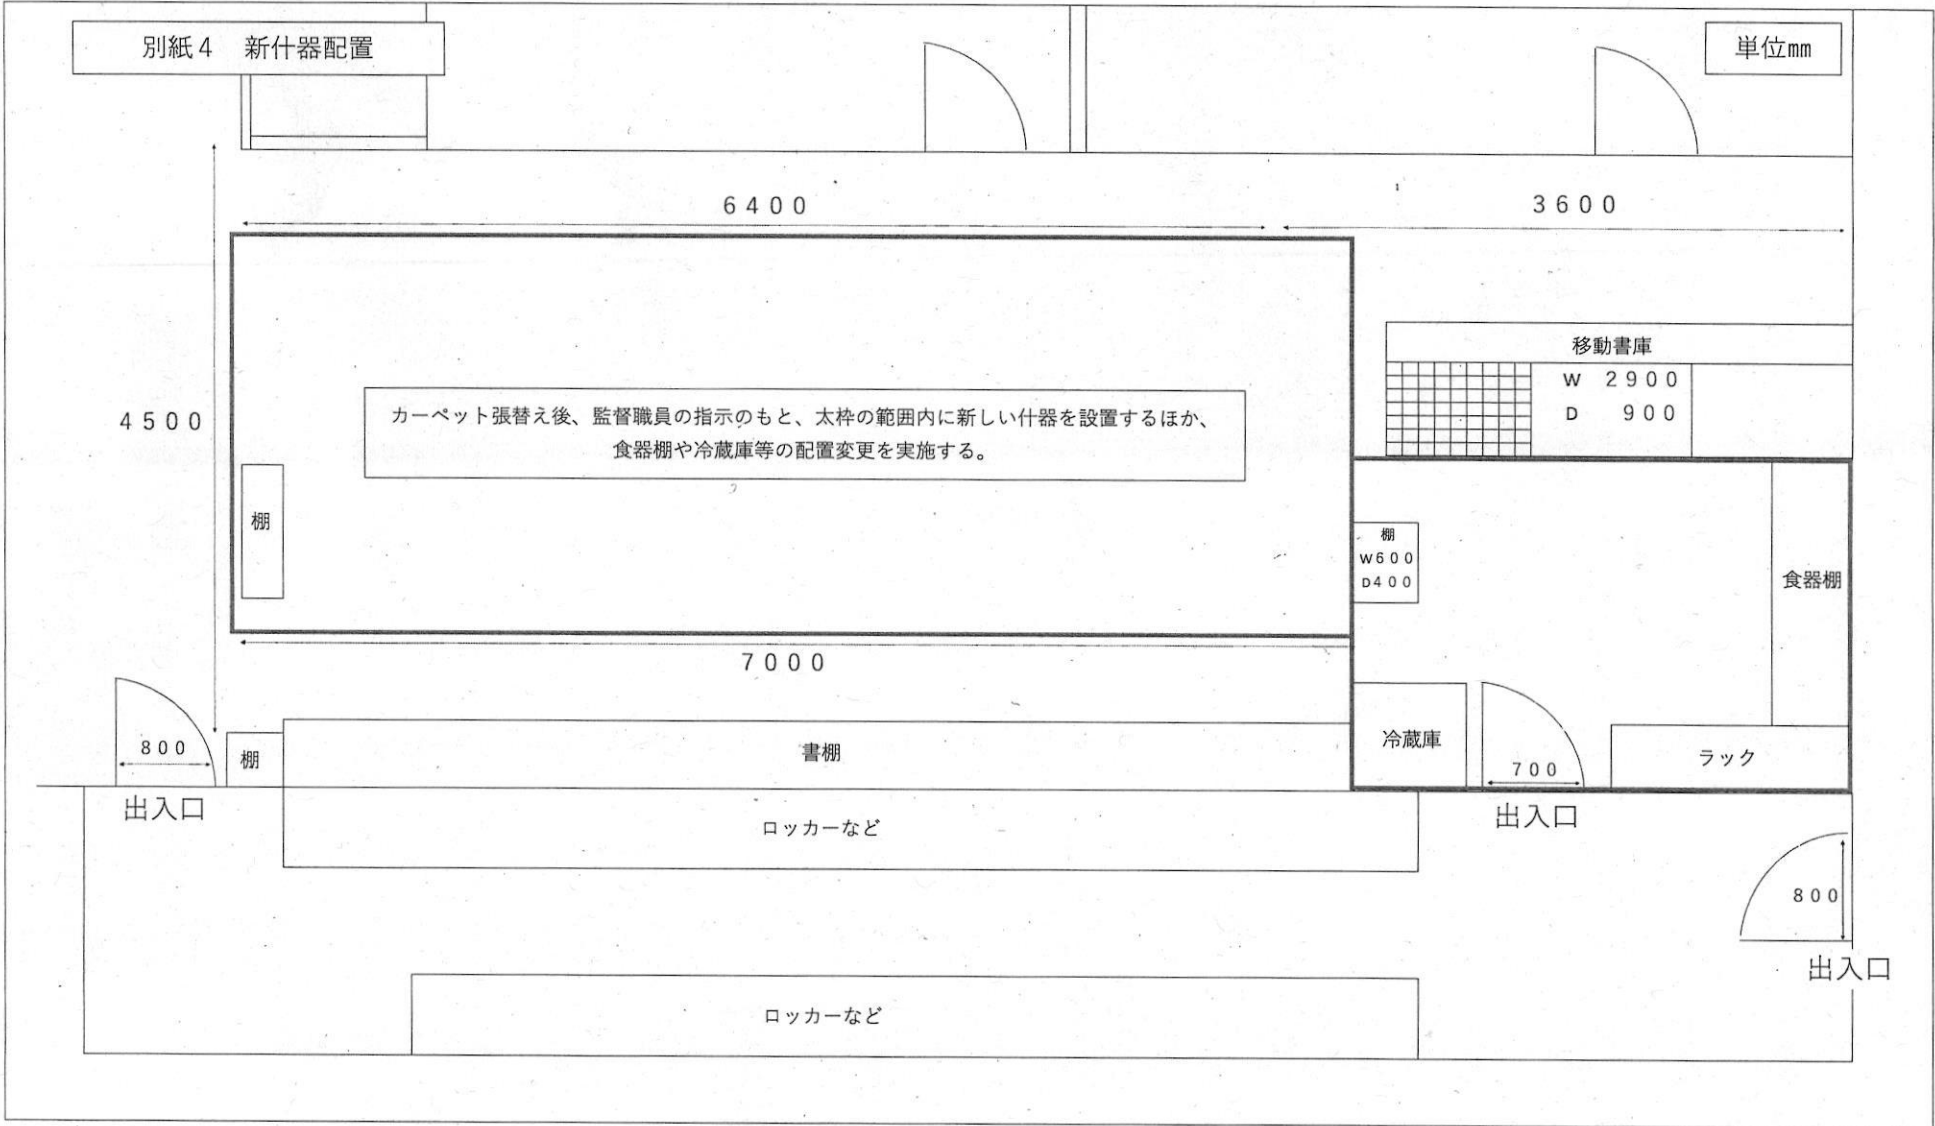 別紙４　新什器配置
単位㎜
６４００
３６００
移動書庫
Ｗ　２９００
Ｄ　　９００
４５００
カーペット張替え後、監督職員の指示のもと、太枠の範囲内に新しい什器を設置するほか、
食器棚や冷蔵庫等の配置変更を実施する。
棚
棚
Ｗ６００
Ｄ４００
食器棚
７０００
８００
棚
書棚
冷蔵庫
７００
ラック
出入口
出入口
ロッカーなど
８００
出入口
ロッカーなど